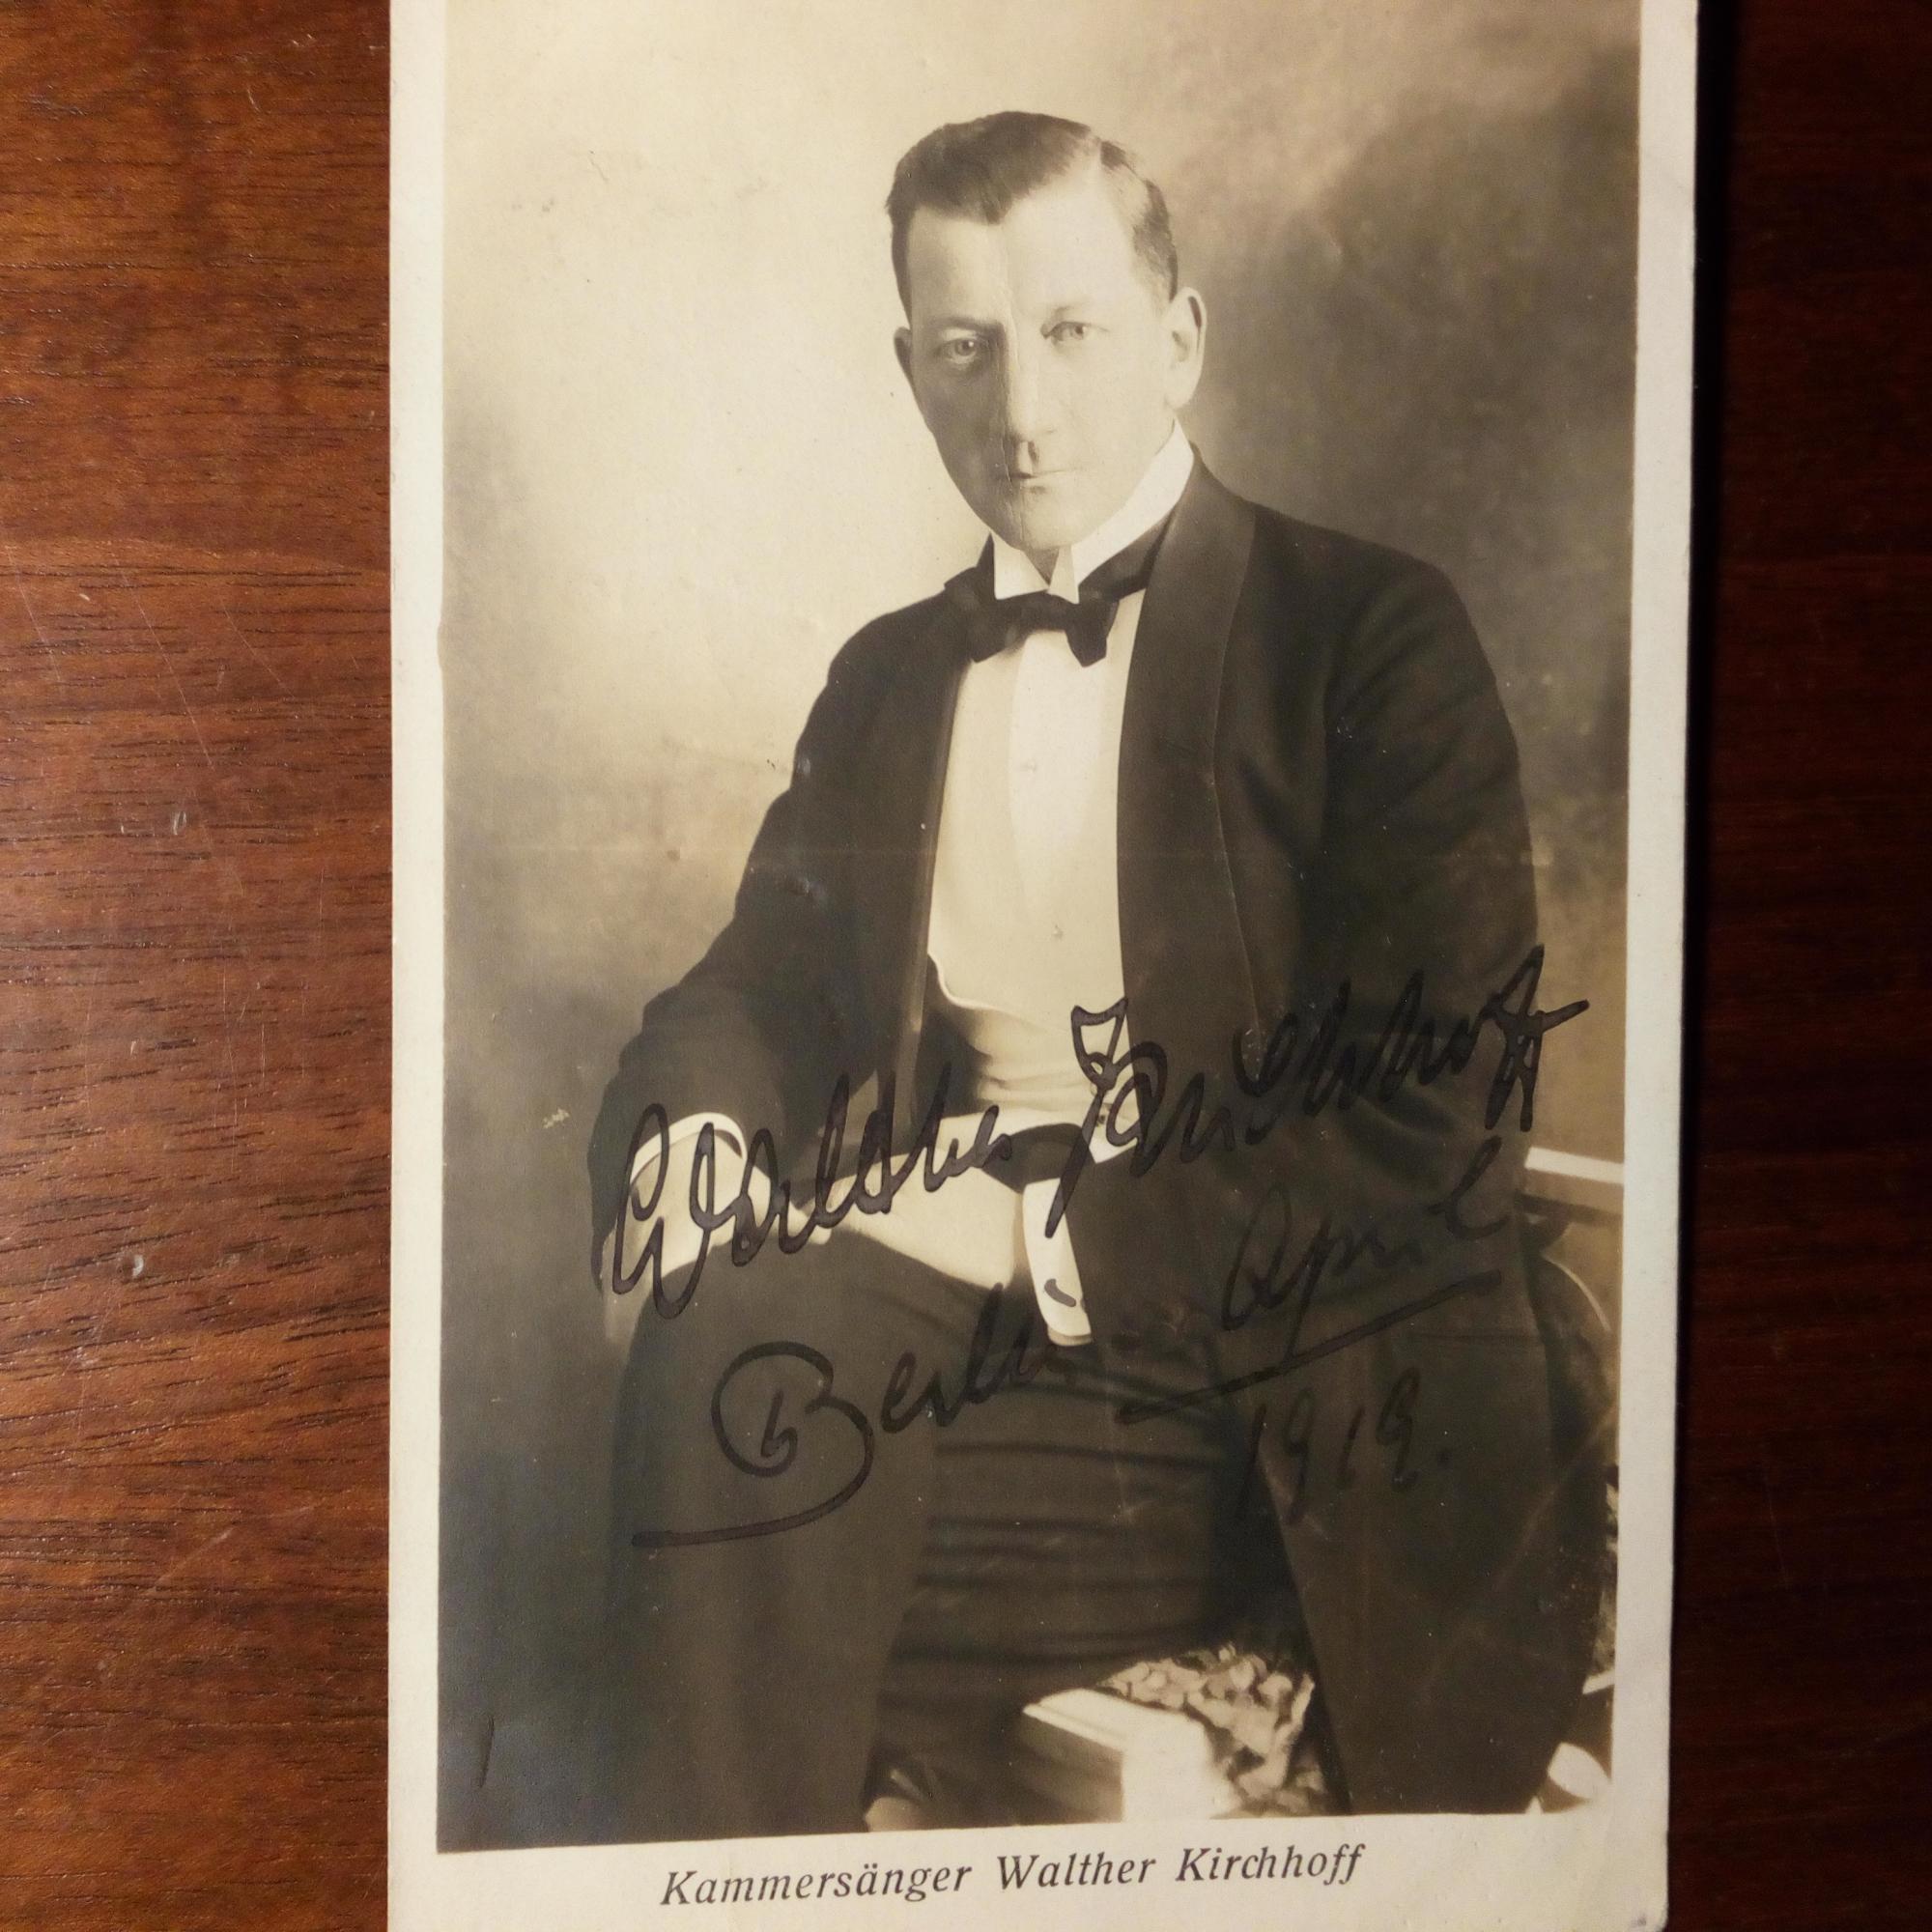 Walther Kirchhoff
Berlin - April
1919.
Kammersänger Walther Kirchhoff